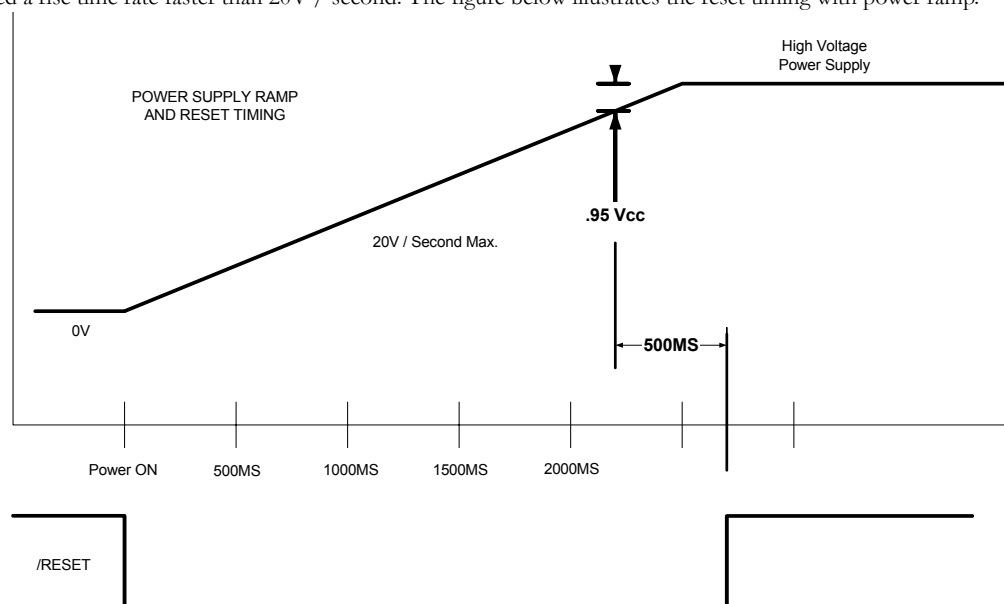 ed a rise time rate faster than 20V / second. The figure below illustrates the reset timing with power ramp.
High Voltage
Power Supply
POWER SUPPLY RAMP
AND RESET TIMING
.95 Vcc
20V / Second Max.
0V
500MS
Power ON
500MS
1000MS
1500MS
2000MS
/RESET